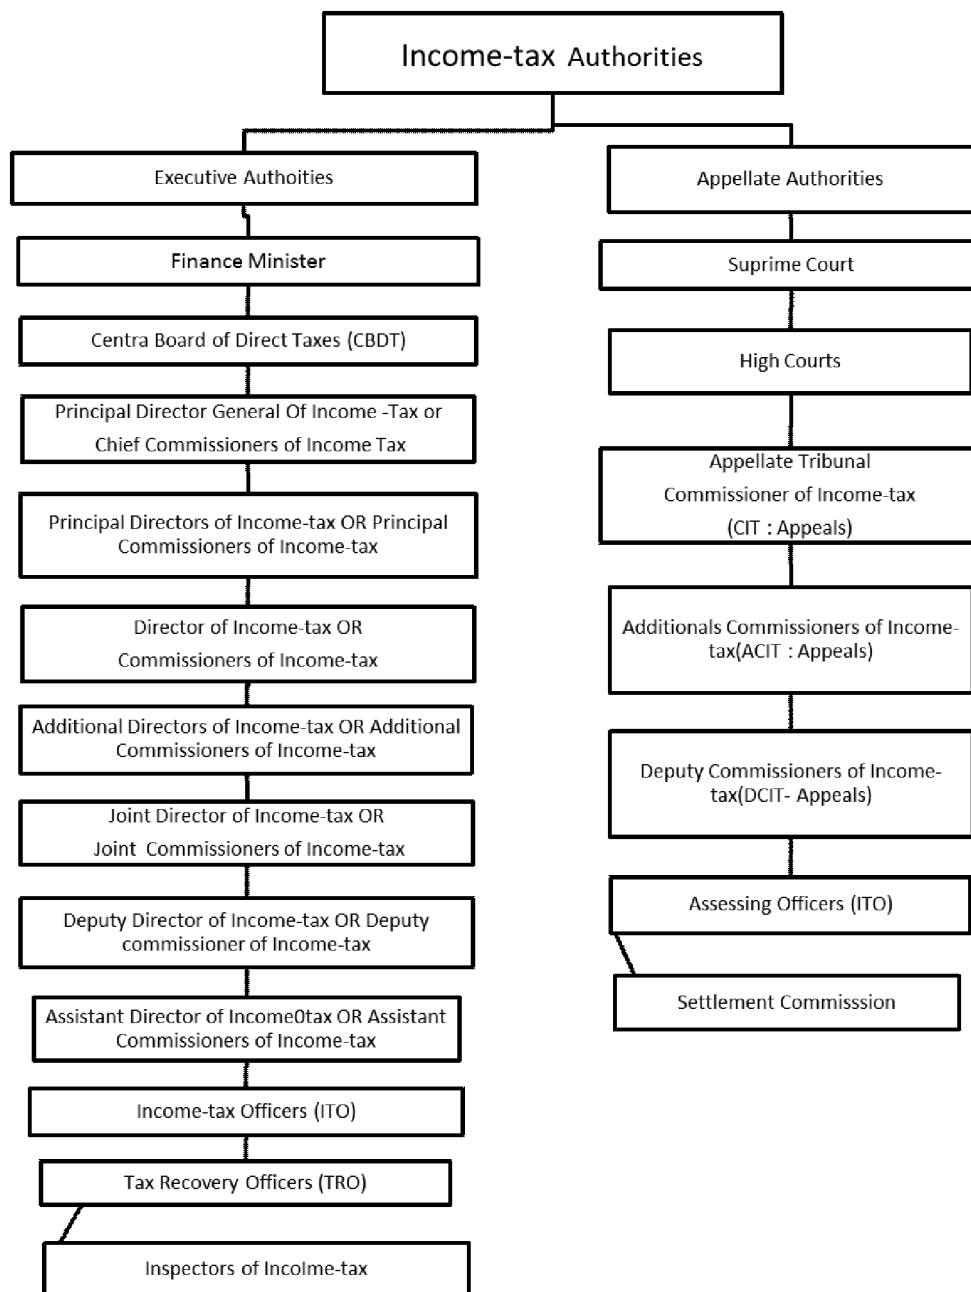 Income-tax Authorities
Executive Authoities
Finance Minister
Centra Board of Direct Taxes (CBDT)
Principal Director General Of Income -Tax or
Chief Commissioners of Income Tax
Principal Directors of Income-tax OR Principal
Commissioners of Income-tax
Director of Income-tax OR
Commissioners of Income-tax
Additional Directors of Income-tax OR Additional
Commissioners of Income-tax
Joint Director of Income-tax OR
Joint Commissioners of Income-tax
Deputy Director of Income-tax OR Deputy
commissioner of Income-tax
Assistant Director of Income0tax OR Assistant
Commissioners of Income-tax
Income-tax Officers (ITO)
Tax Recovery Officers (TRO)
Inspectors of Incolme-tax
Appellate Authorities
Suprime Court
High Courts
Appellate Tribunal
Commissioner of Income-tax
(CIT : Appeals)
Additionals Commissioners of Income-
tax(ACIT : Appeals)
Deputy Commissioners of Income-
tax(DCIT- Appeals)
Assessing Officers (ITO)
Settlement Commisssion